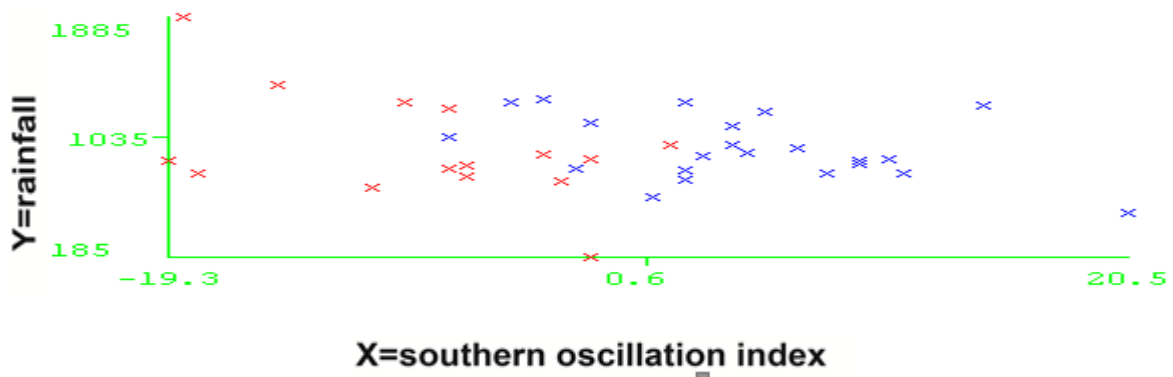 1885
1035
185
Y=rainfall
-19.3 0.6 20.5
X=southern oscillation index